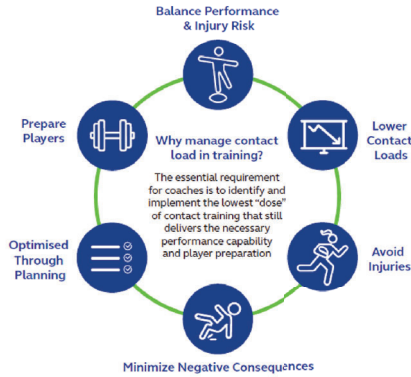 Balance Performance
& Injury Risk
Prepare
Players
Why manage contact
load in training?
Lower
Contact
Loads
The essential requirement
for coaches is to identify and
implement the lowest “dose”
of contact training that still
delivers the necessary
performance capability
and player preparation
Optimised
Through
Planning
Avoid
Injuries
Minimize Negative Consequences